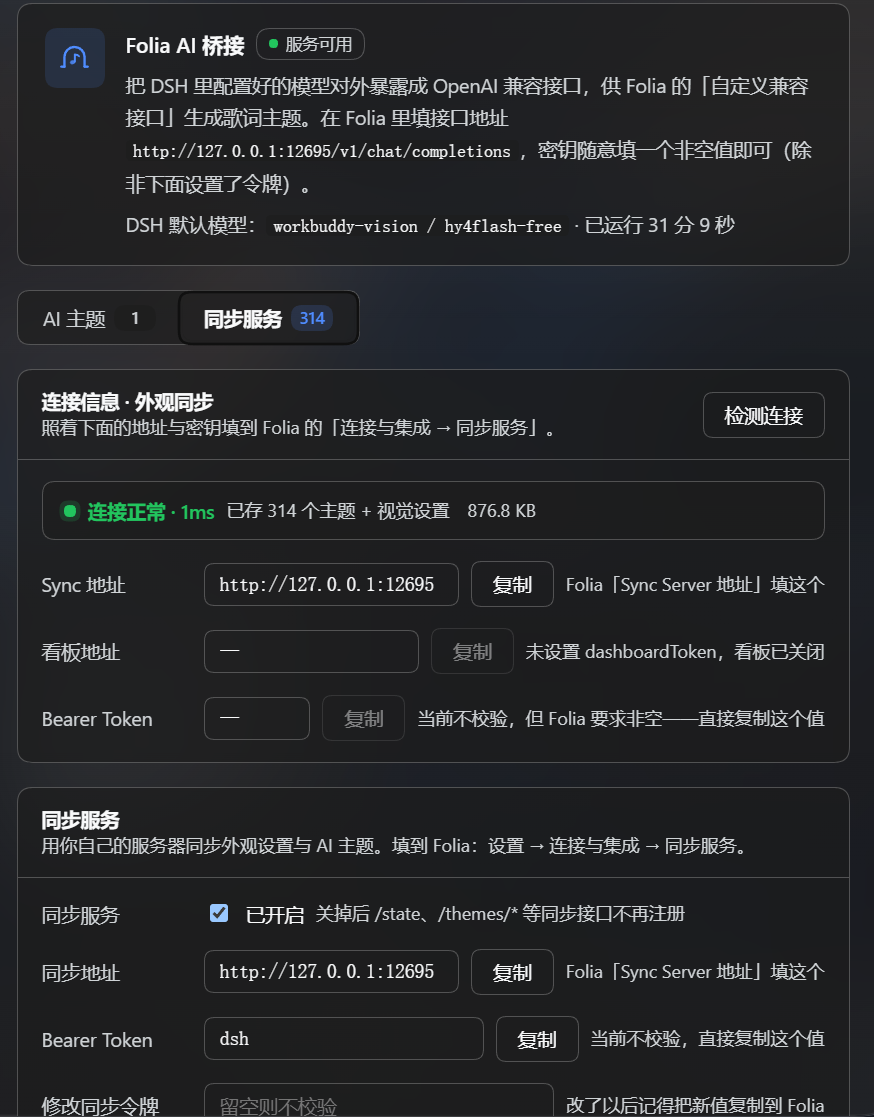 Folia AI 桥接 服务可用
把 DSH 里配置好的模型对外暴露成 OpenAI 兼容接口，供 Folia 的「自定义兼容
接口」生成歌词主题。在 Folia 里填接口地址
http://127.0.0.1:12695/v1/chat/completions ，密钥随意填一个非空值即可（除
非下面设置了令牌）。
DSH 默认模型： workbuddy-vision / hy4flash-free · 已运行 31 分 9 秒
AI 主题 1 同步服务 314
连接信息 · 外观同步
照着下面的地址与密钥填到 Folia 的「连接与集成 → 同步服务」。
检测连接
连接正常 · 1ms 已存 314 个主题 + 视觉设置 876.8 KB
Sync 地址 http://127.0.0.1:12695 复制 Folia「Sync Server 地址」填这个
看板地址 — 复制 未设置 dashboardToken，看板已关闭
Bearer Token — 复制 当前不校验，但 Folia 要求非空——直接复制这个值
同步服务
用你自己的服务器同步外观设置与 AI 主题。填到 Folia：设置 → 连接与集成 → 同步服务。
同步服务 已开启 关掉后 /state、/themes/* 等同步接口不再注册
同步地址 http://127.0.0.1:12695 复制 Folia「Sync Server 地址」填这个
Bearer Token dsh 复制 当前不校验，直接复制这个值
修改同步令牌 留空则不校验 改了以后记得把新值复制到 Folia